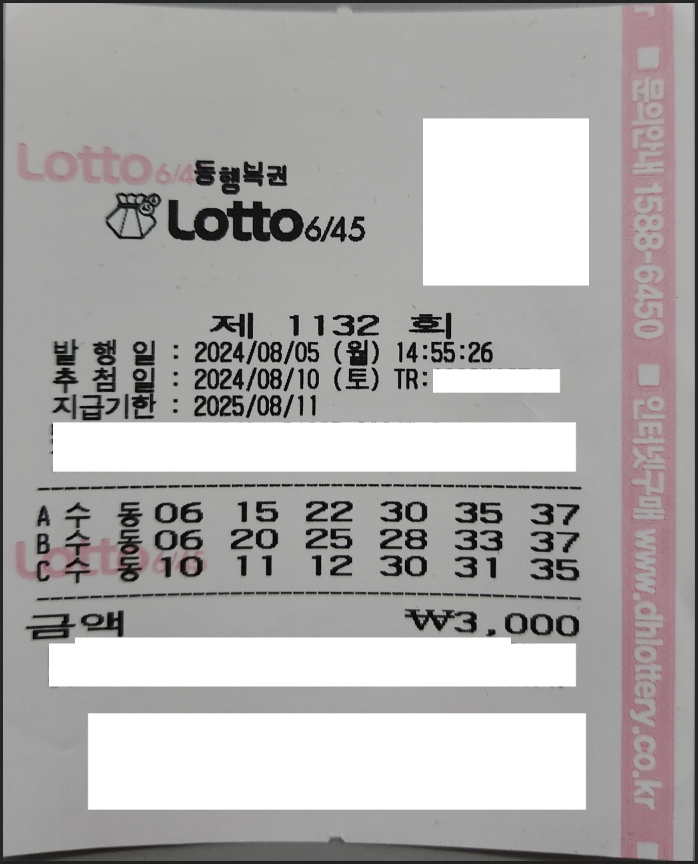 Lotto 6/4
동행복권
Lotto 6/45
제 1132 회
발 행 일 : 2024/08/05 (월) 14:55:26
추 첨 일 : 2024/08/10 (토) TR:
지급기한 : 2025/08/11
A 수 동 06 15 22 30 35 37
B 수 동 06 20 25 28 33 37
C 수 동 10 11 12 30 31 35
Lotto 6/45
금액 ₩3,000
r ■ 문의안내 1588-6450 ■ 인터넷구매 www.dhlottery.co.kr